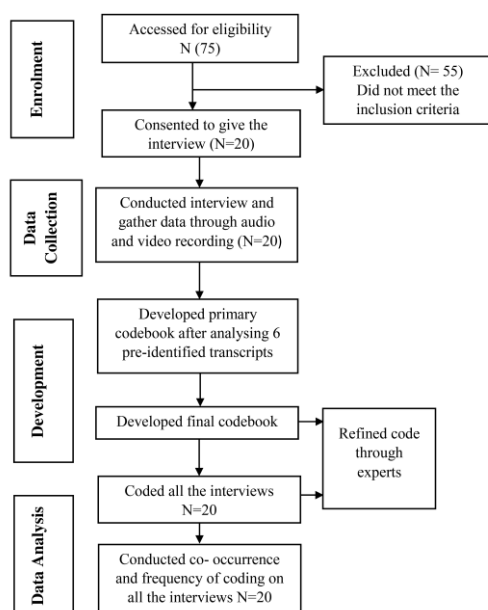 Enrolment
Accessed for eligibility
N (75)
Excluded (N= 55)
Did not meet the
inclusion criteria
Consented to give the
interview (N=20)
Data
Collection
Conducted interview and
gather data through audio
and video recording (N=20)
Development
Developed primary
codebook after analysing 6
pre-identified transcripts
Developed final codebook
Refined code
through
experts
Data Analysis
Coded all the interviews
N=20
Conducted co- occurrence
and frequency of coding on
all the interviews N=20